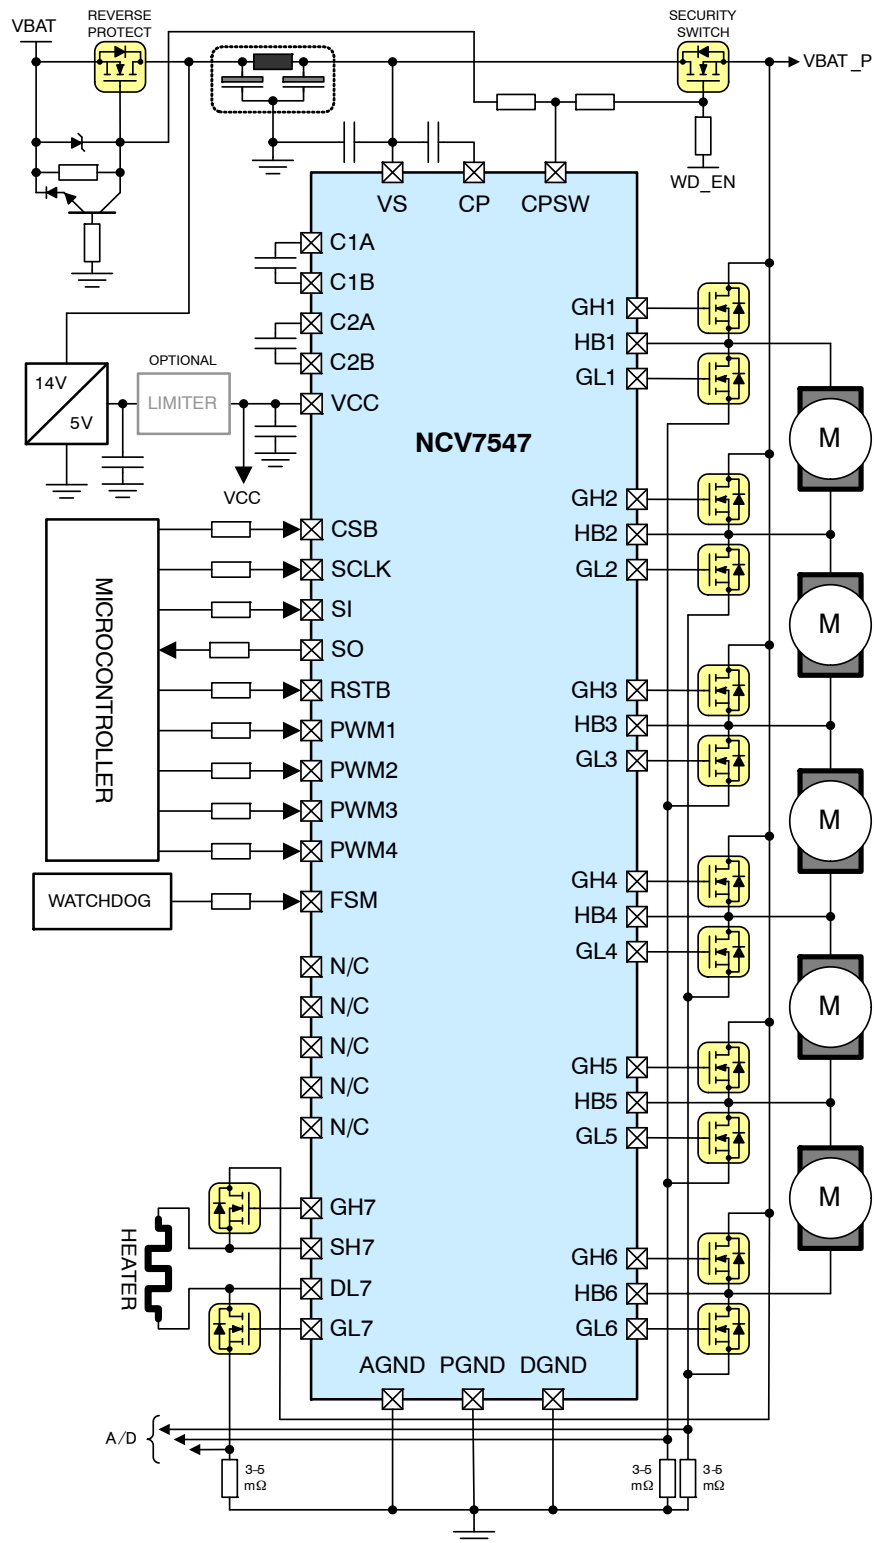 VBAT
REVERSE
PROTECT
SECURITY
SWITCH
VBAT_P
WD_EN
VS
CP
CPSW
C1A
C1B
C2A
C2B
VCC
14V
5V
OPTIONAL
LIMITER
VCC
NCV7547
GH1
HB1
GL1
M
GH2
HB2
GL2
M
GH3
HB3
GL3
M
GH4
HB4
GL4
M
GH5
HB5
GL5
M
GH6
HB6
GL6
MICROCONTROLLER
CSB
SCLK
SI
SO
RSTB
PWM1
PWM2
PWM3
PWM4
WATCHDOG
FSM
N/C
N/C
N/C
N/C
N/C
HEATER
GH7
SH7
DL7
GL7
AGND
PGND
DGND
A/D
3–5
mΩ
3–5
mΩ
3–5
mΩ